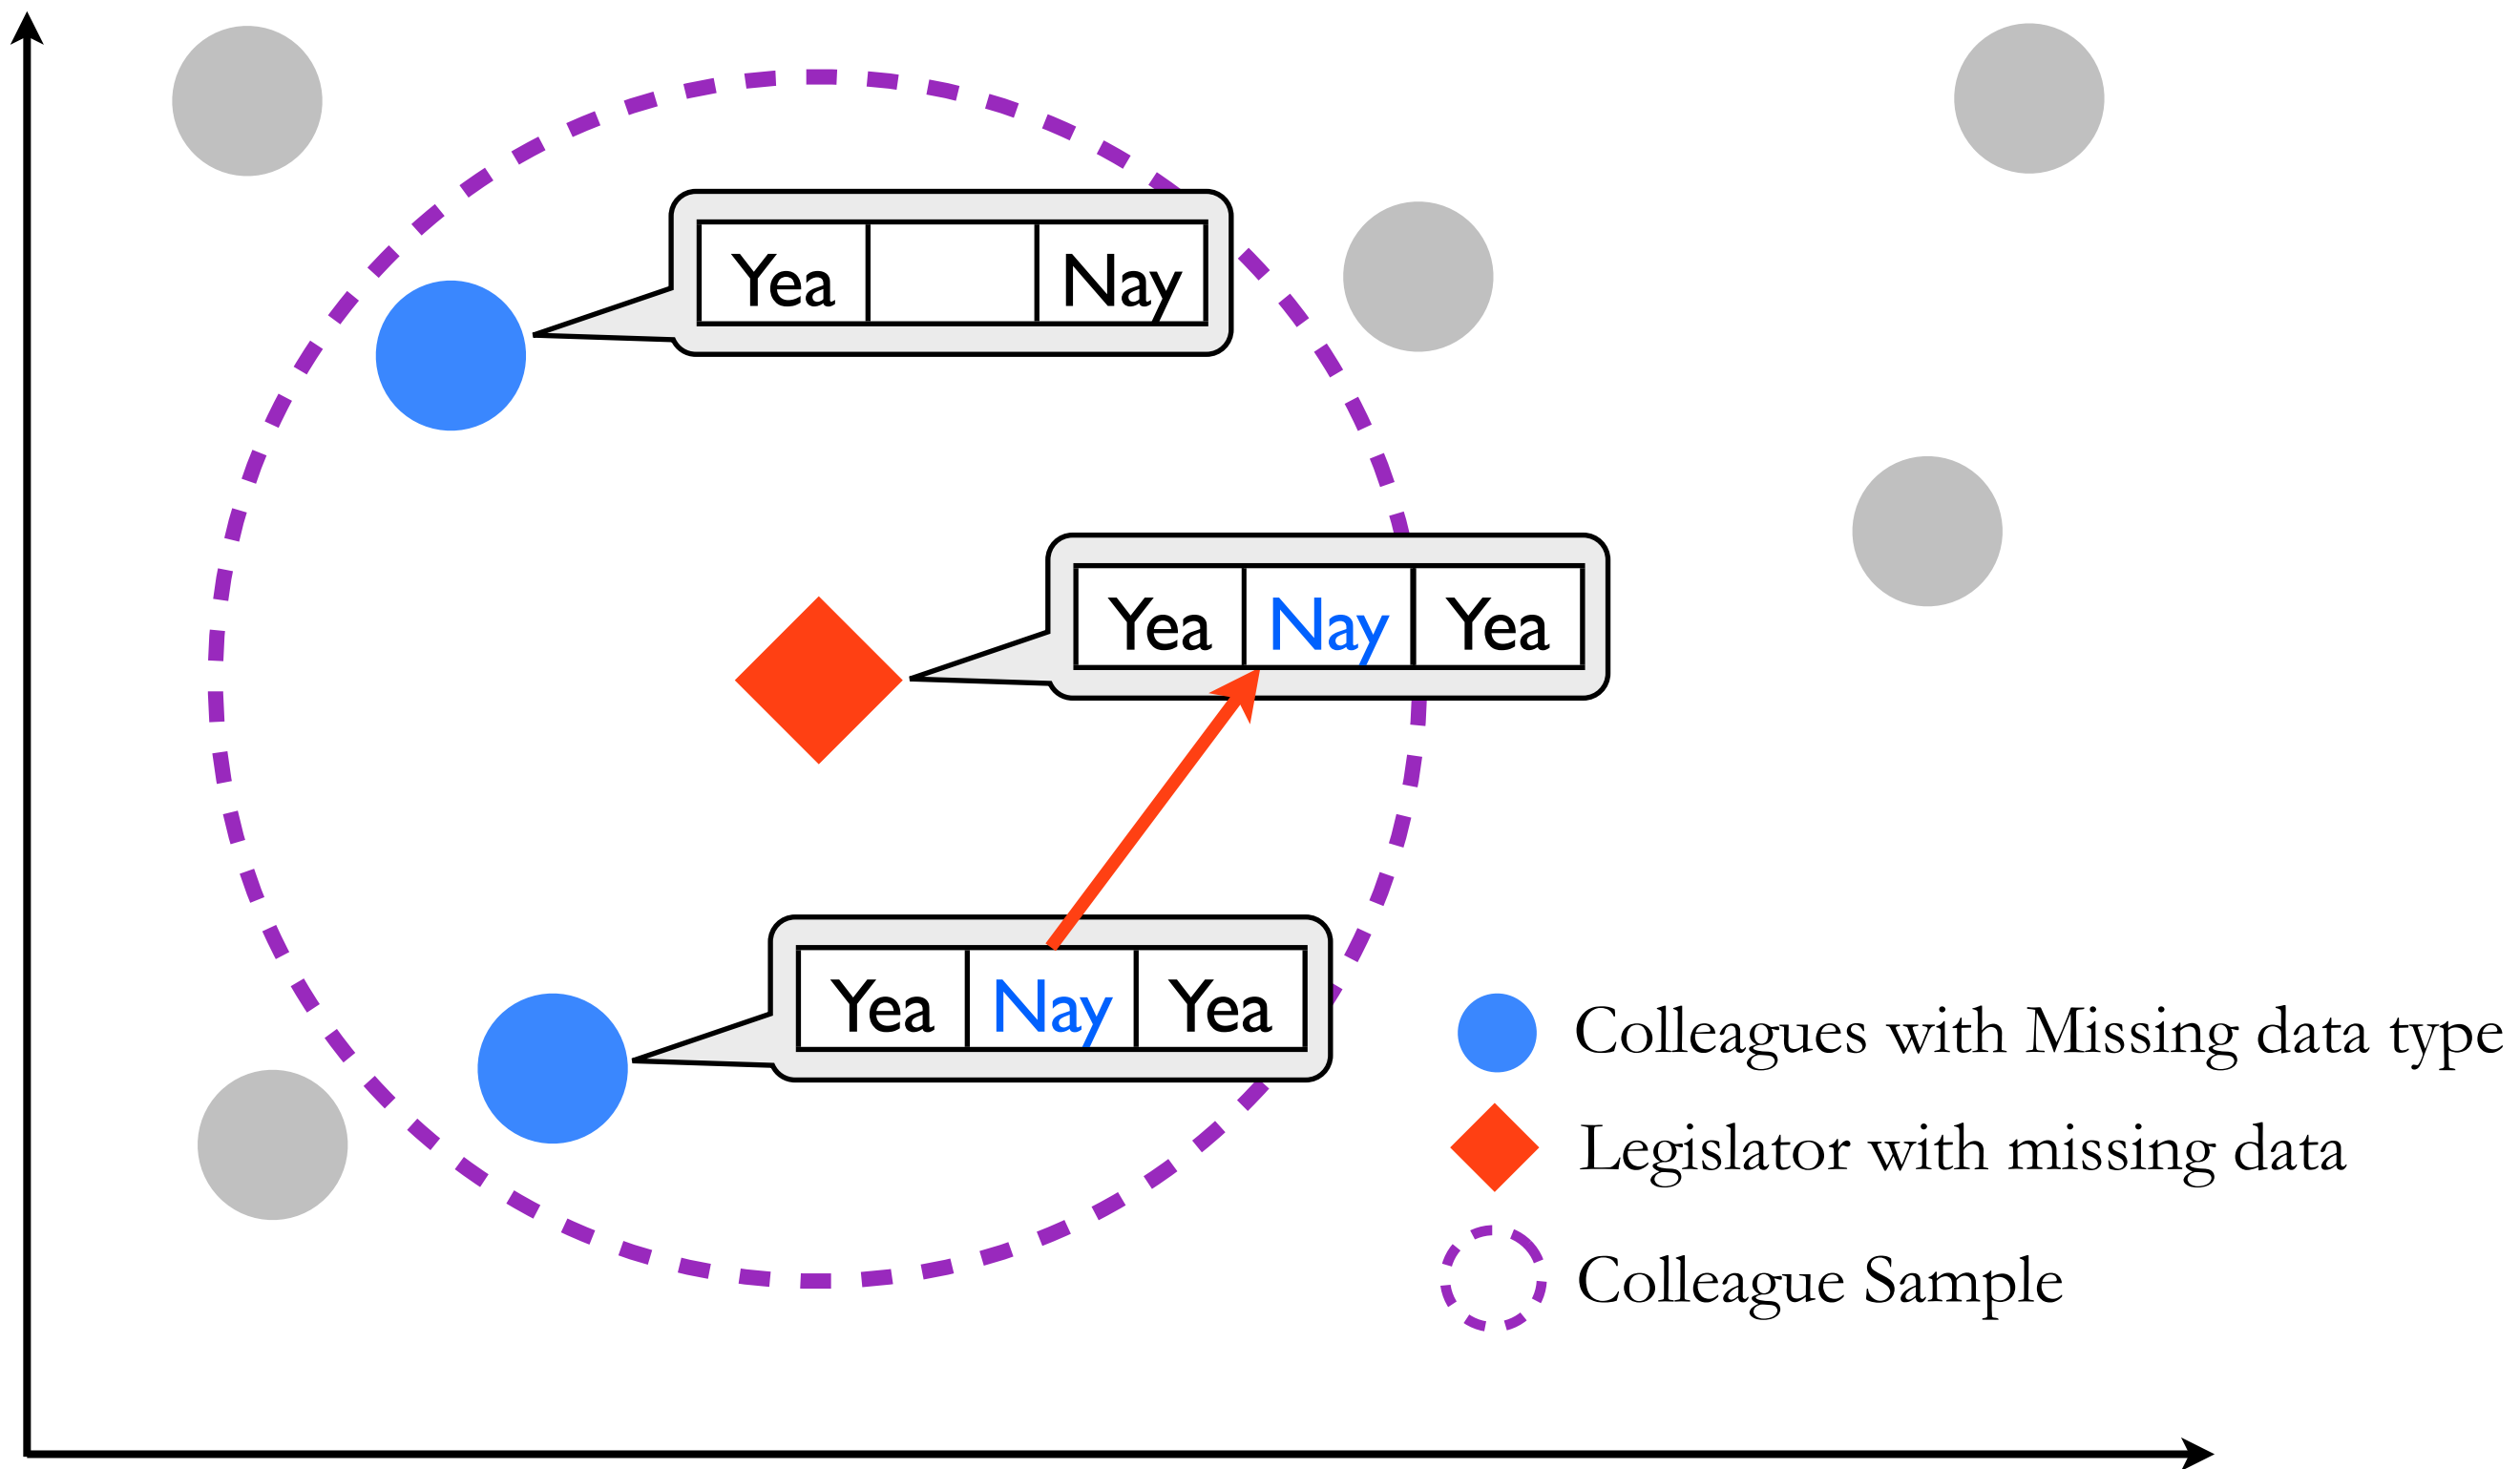 Yea Nay
Yea Nay Yea
Yea Nay Yea
Colleagues with Missing data type
Legislator with missing data
Colleague Sample